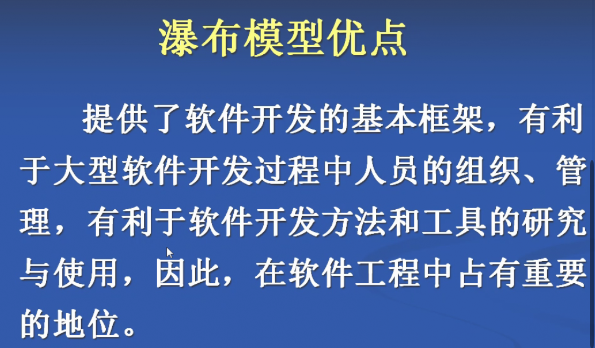 瀑布模型优点
提供了软件开发的基本框架，有利
于大型软件开发过程中人员的组织、管
理，有利于软件开发方法和工具的研究
与使用，因此，在软件工程中占有重要
的地位。